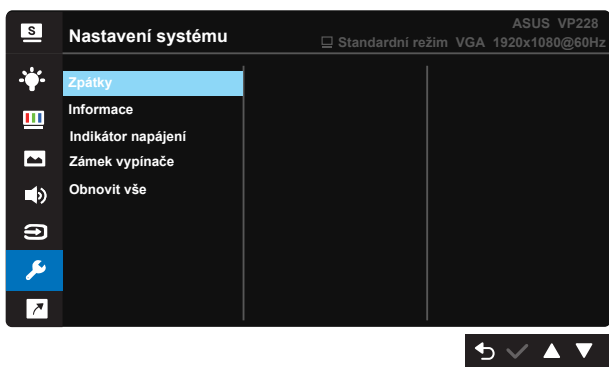 S
Nastavení systému
ASUS VP228
Standardní režim VGA 1920x1080@60Hz
Zpátky
Informace
Indikátor napájení
Zámek vypínače
Obnovit vše